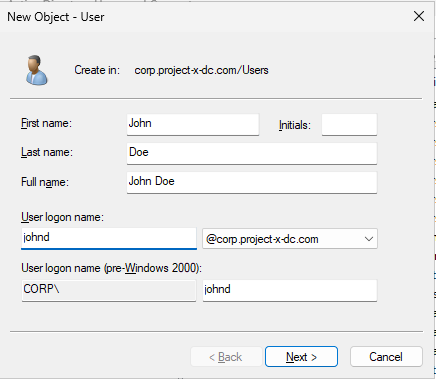 New Object - User
Create in: corp.project-x-dc.com/Users
First name: John Initials:
Last name: Doe
Full name: John Doe
User logon name:
johnd @corp.project-x-dc.com
User logon name (pre-Windows 2000):
CORP\ johnd
< Back Next > Cancel